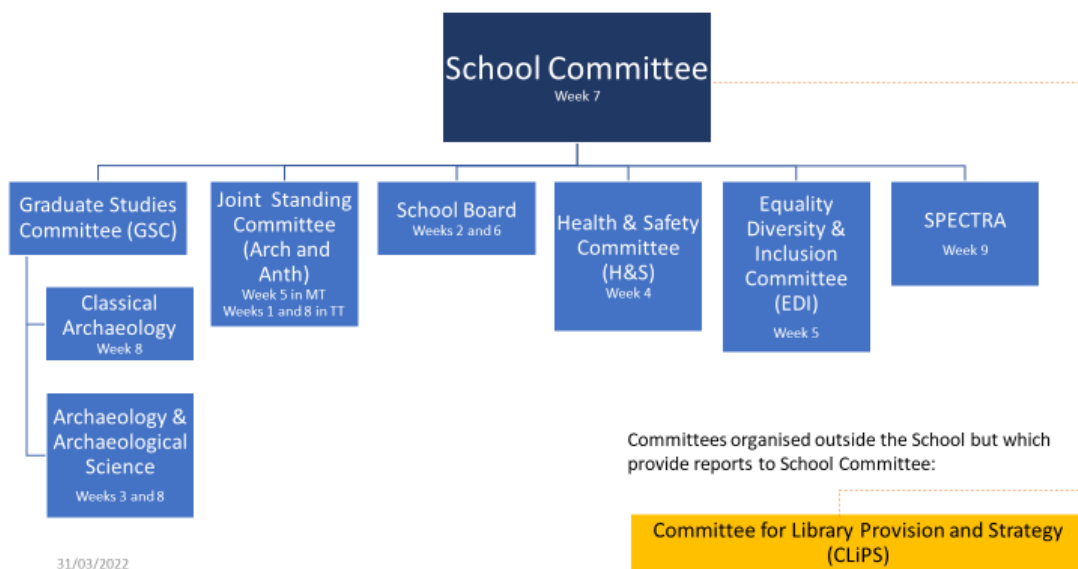 School Committee
Week 7
Graduate Studies
Committee (GSC)
Classical
Archaeology
Week 8
Archaeology &
Archaeological
Science
Weeks 3 and 8
Joint Standing
Committee
(Arch and
Anth)
Week 5 in MT
Weeks 1 and 8 in TT
School Board
Weeks 2 and 6
Health & Safety
Committee
(H&S)
Week 4
Equality
Diversity &
Inclusion
Committee
(EDI)
Week 5
SPECTRA
Week 9
Committees organised outside the School but which
provide reports to School Committee:
Committee for Library Provision and Strategy
(CLiPS)
31/03/2022